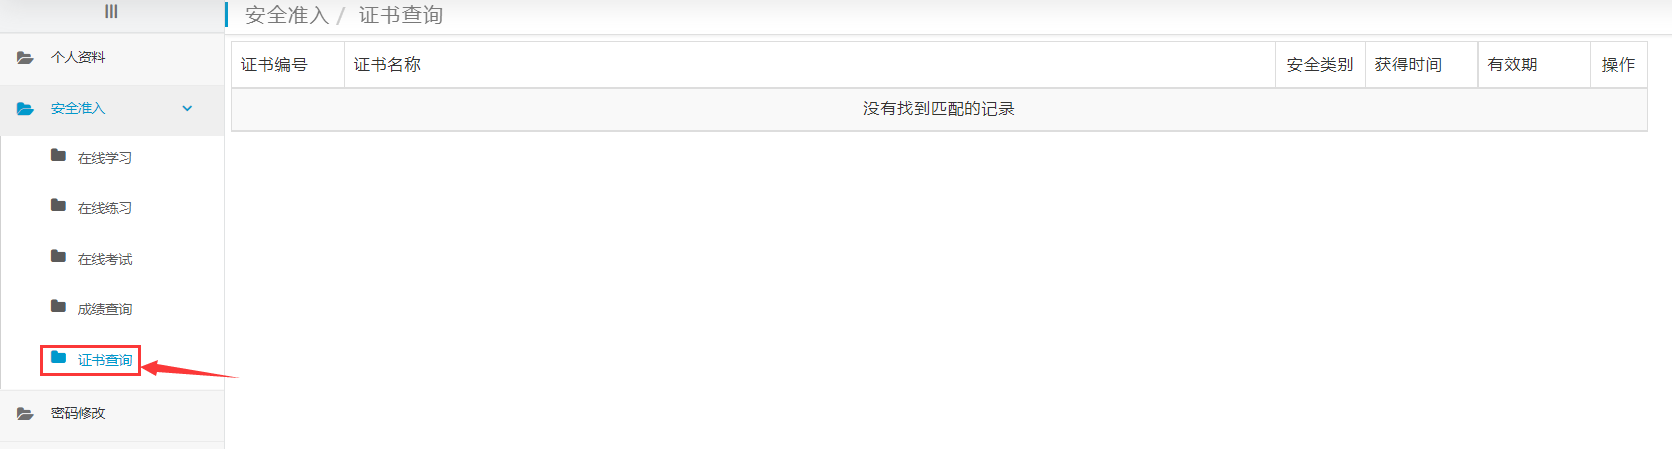 安全准入 / 证书查询
个人资料
安全准入
在线学习
在线练习
在线考试
成绩查询
证书查询
密码修改
证书编号 证书名称 安全类别 获得时间 有效期 操作
没有找到匹配的记录